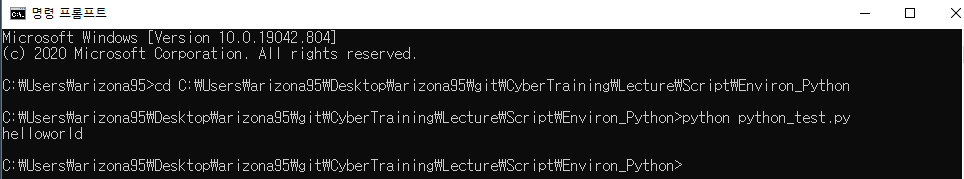 명령 프롬프트
Microsoft Windows [Version 10.0.19042.804]
(c) 2020 Microsoft Corporation. All rights reserved.
C:₩Users₩arizona95>cd C:₩Users₩arizona95₩Desktop₩arizona95₩git₩CyberTraining₩Lecture₩Script₩Environ_Python
C:₩Users₩arizona95₩Desktop₩arizona95₩git₩CyberTraining₩Lecture₩Script₩Environ_Python>python python_test.py
helloworld
C:₩Users₩arizona95₩Desktop₩arizona95₩git₩CyberTraining₩Lecture₩Script₩Environ_Python>